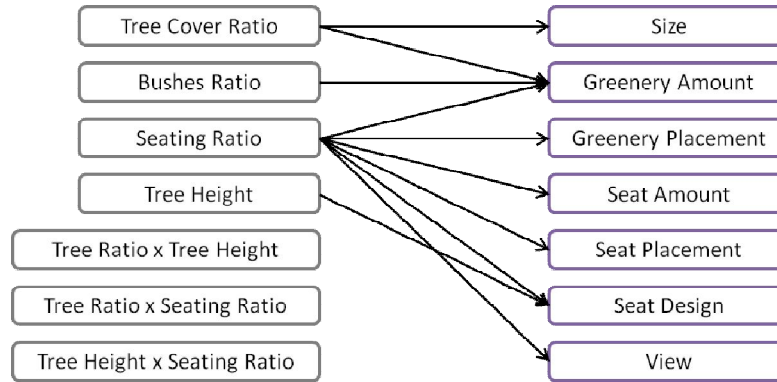 Tree Cover Ratio
Size
Bushes Ratio
Greenery Amount
Seating Ratio
Greenery Placement
Tree Height
Seat Amount
Tree Ratio x Tree Height
Seat Placement
Tree Ratio x Seating Ratio
Seat Design
Tree Height x Seating Ratio
View